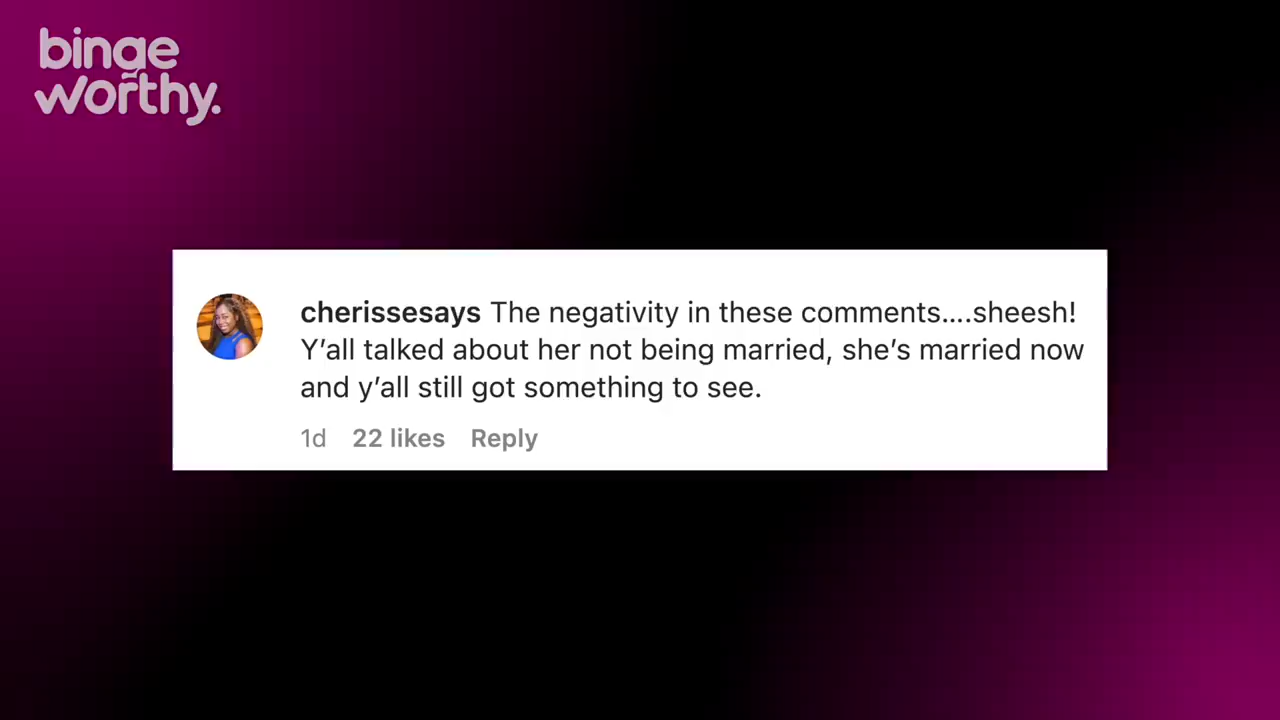 binge
worthy.
cherissesays The negativity in these comments....sheesh!
Y’all talked about her not being married, she’s married now
and y’all still got something to see.
1d 22 likes Reply